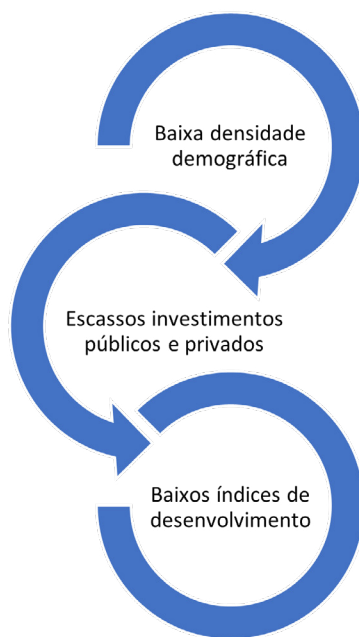 Baixa densidade
demográfica
Escassos investimentos
públicos e privados
Baixos índices de
desenvolvimento